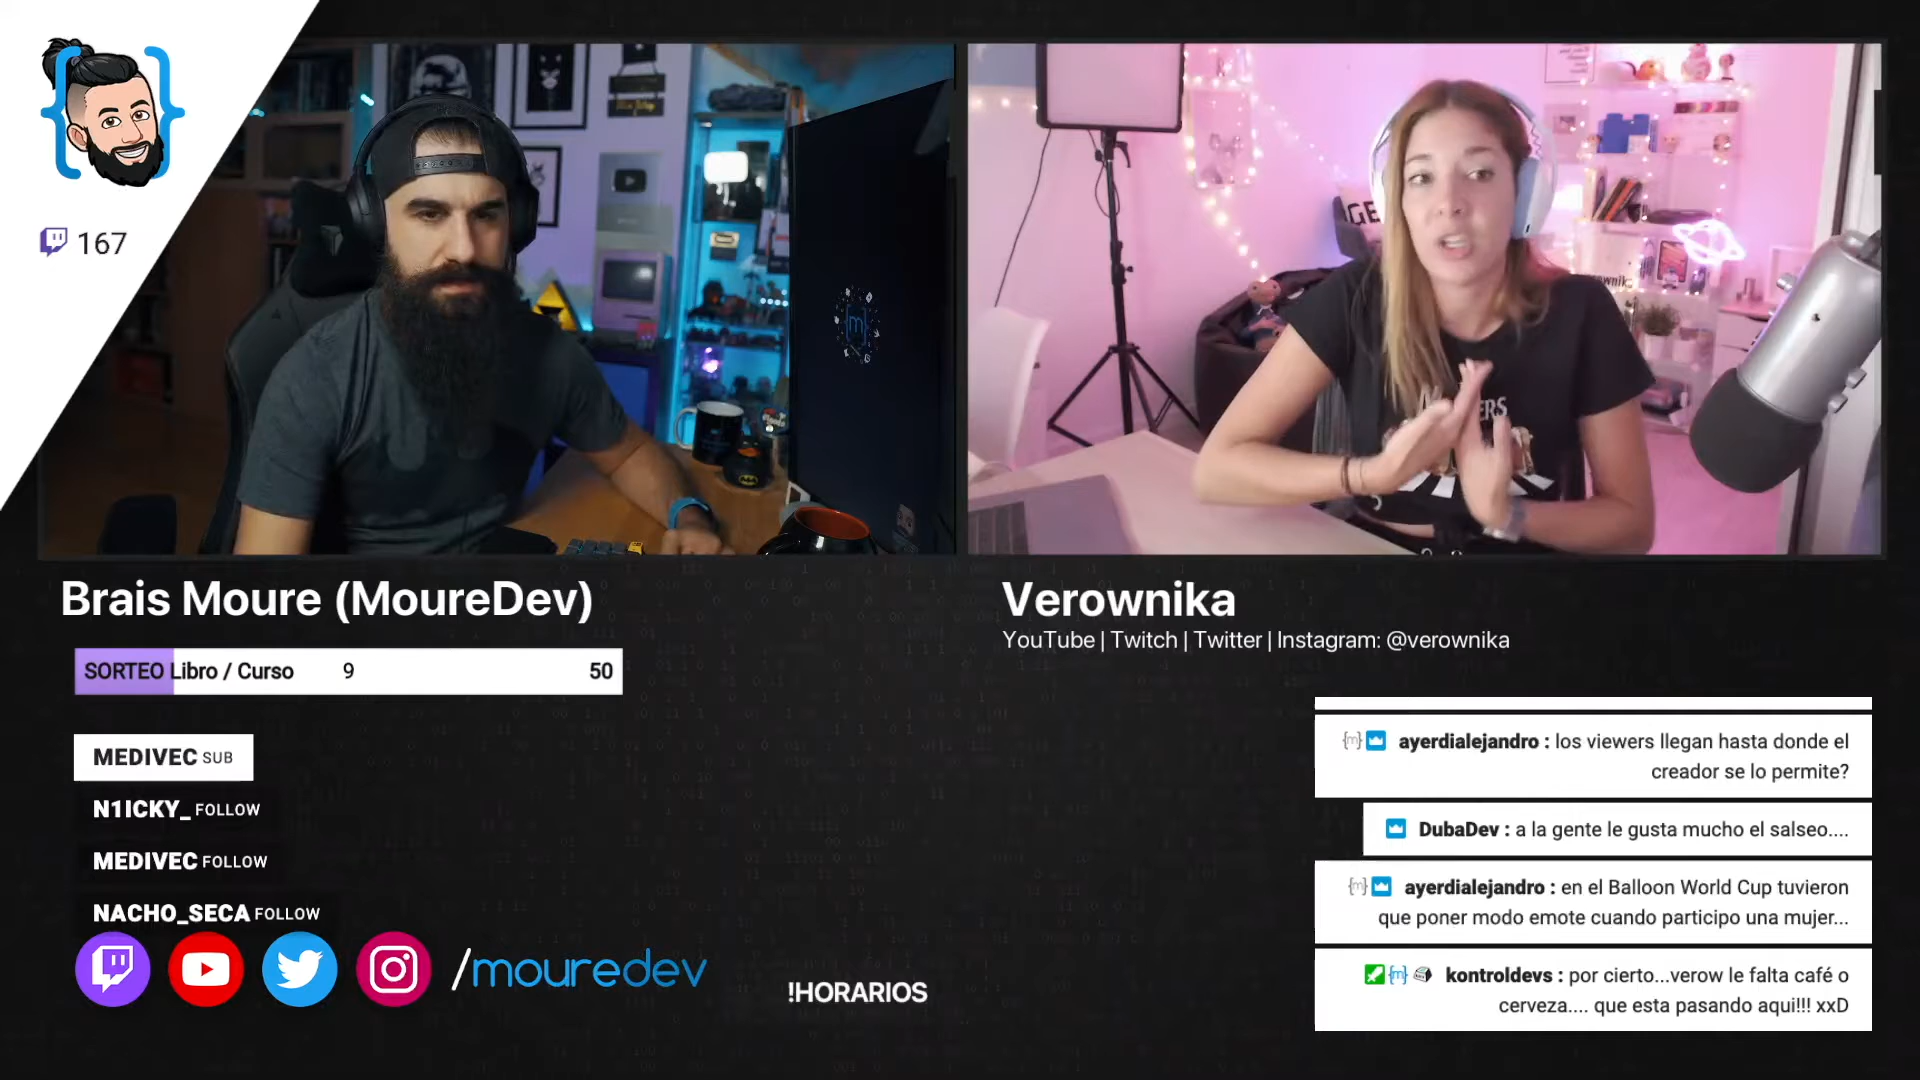 167
GE
ERS
{m}
Brais Moure (MoureDev)
Verownika
YouTube | Twitch | Twitter | Instagram: @verownika
SORTEO Libro / Curso 9 50
MEDIVEC SUB
N1ICKY_ FOLLOW
MEDIVEC FOLLOW
NACHO_SECA FOLLOW
/mouredev
!HORARIOS
ayerdialejandro : los viewers llegan hasta donde el
creador se lo permite?
DubaDev : a la gente le gusta mucho el salseo....
ayerdialejandro : en el Balloon World Cup tuvieron
que poner modo emote cuando participo una mujer...
kontroldevs : por cierto...verow le falta café o
cerveza.... que esta pasando aqui!!! xxD